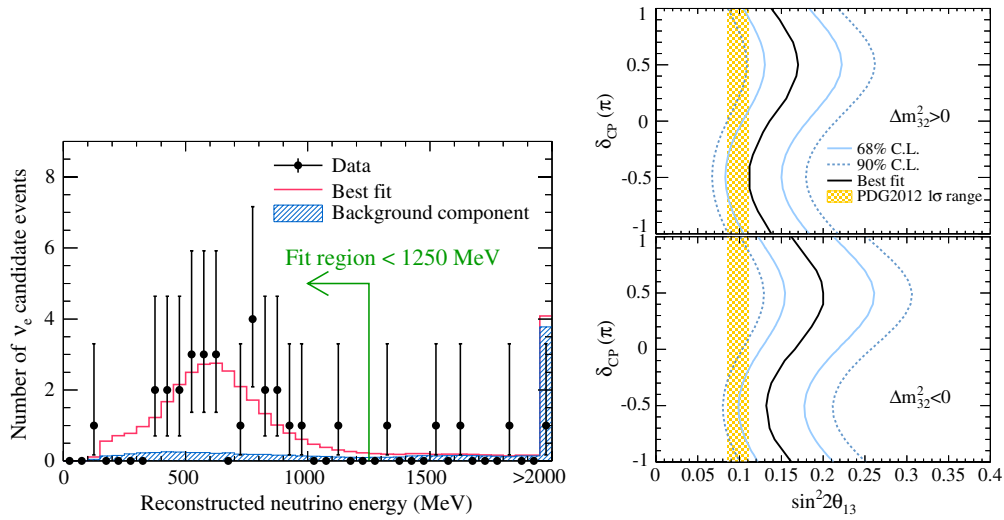 Number of νe candidate events
8
6
4
2
0
Data
Best fit
Background component
Fit region < 1250 MeV
0 500 1000 1500 >2000
Reconstructed neutrino energy (MeV)
δCP (π)
1
0.5
0
-0.5
-1
Δm²32>0
68% C.L.
90% C.L.
Best fit
PDG2012 1σ range
δCP (π)
1
0.5
0
-0.5
-1
Δm²32<0
0 0.05 0.1 0.15 0.2 0.25 0.3 0.35 0.4
sin²2θ13